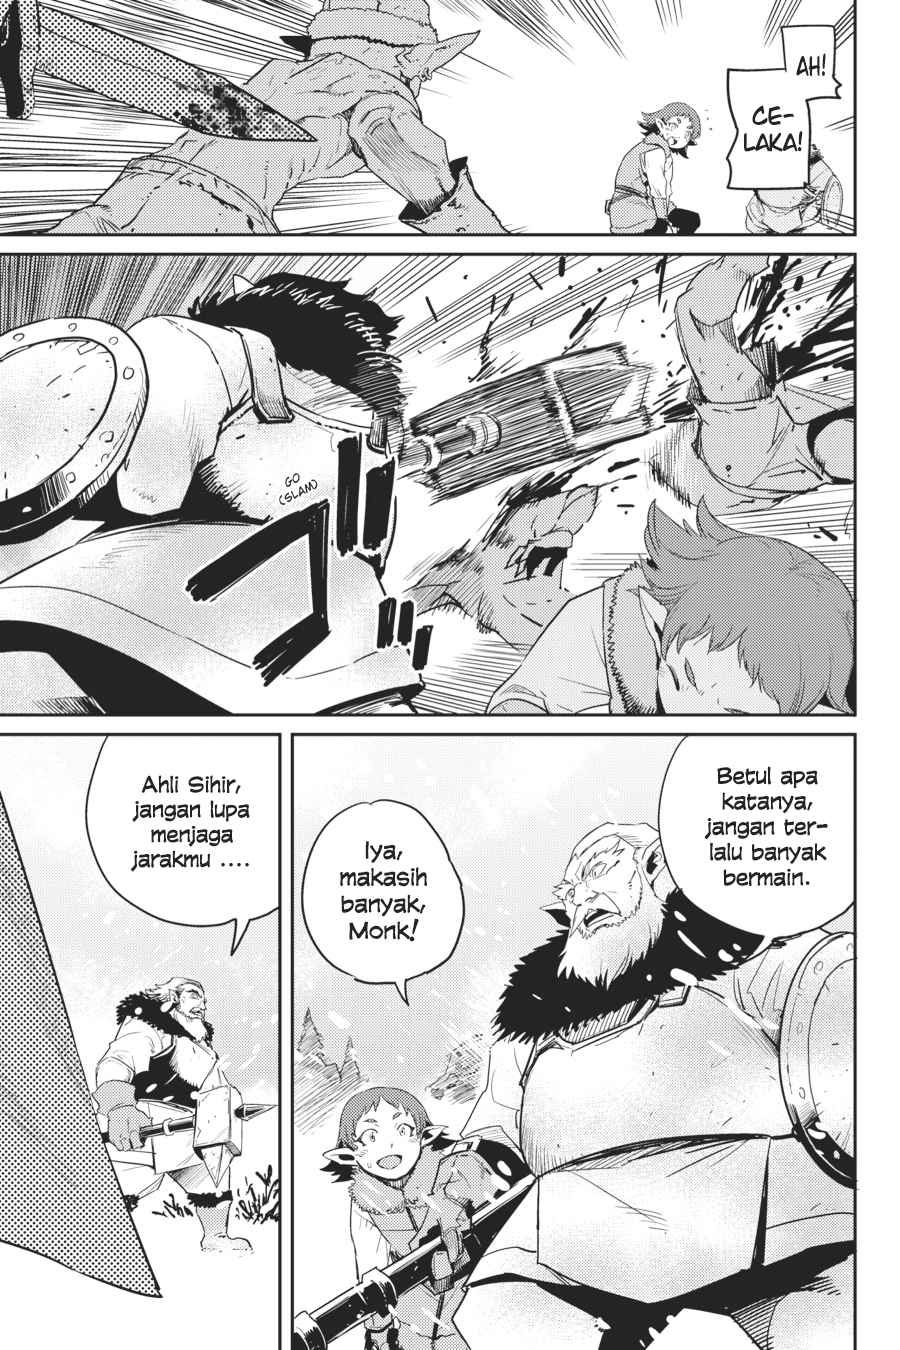 AH!
CE-
LAKA!
GO
(SLAM)
Betul apa
katanya,
jangan ter-
lalu banyak
bermain.
Iya,
makasih
banyak,
Monk!
Ahli Sihir,
jangan lupa
menjaga
jarakmu ....